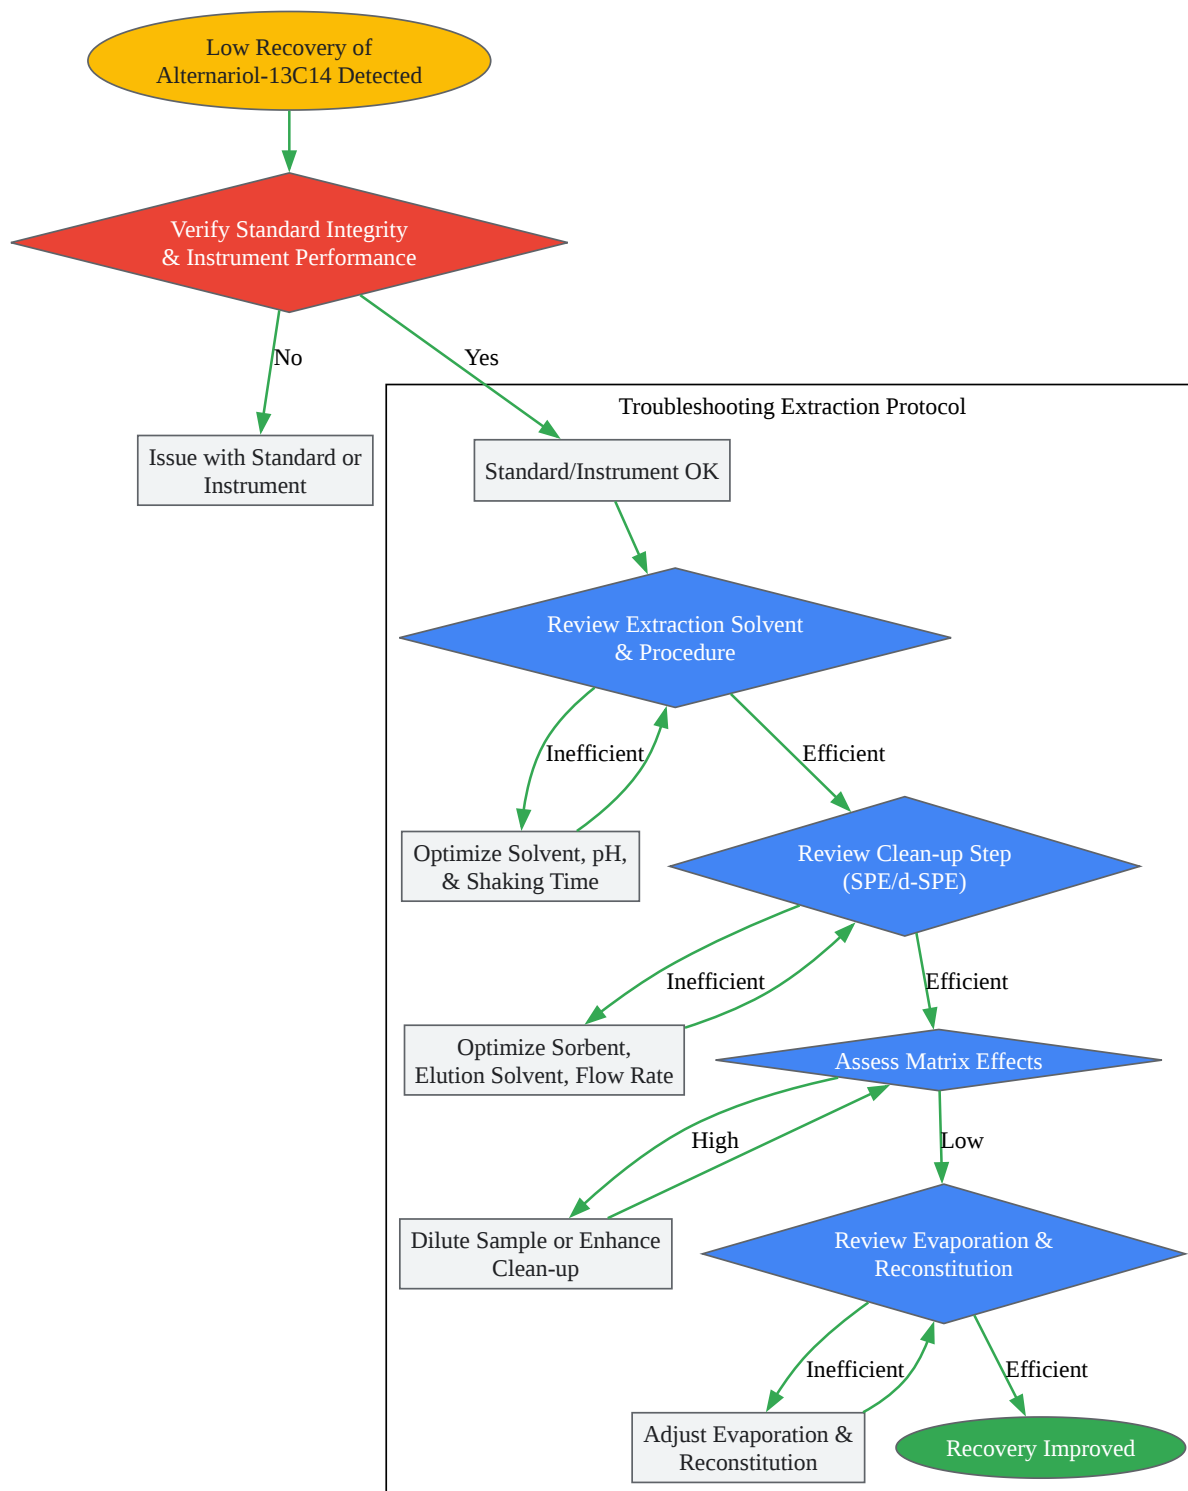 Low Recovery of
Alternariol-13C14 Detected
Verify Standard Integrity
& Instrument Performance
No
Yes
Troubleshooting Extraction Protocol
Issue with Standard or
Instrument
Standard/Instrument OK
Review Extraction Solvent
& Procedure
Inefficient
Efficient
Optimize Solvent, pH,
& Shaking Time
Review Clean-up Step
(SPE/d-SPE)
Inefficient
Efficient
Optimize Sorbent,
Elution Solvent, Flow Rate
Assess Matrix Effects
High
Low
Dilute Sample or Enhance
Clean-up
Review Evaporation &
Reconstitution
Inefficient
Efficient
Adjust Evaporation &
Reconstitution
Recovery Improved